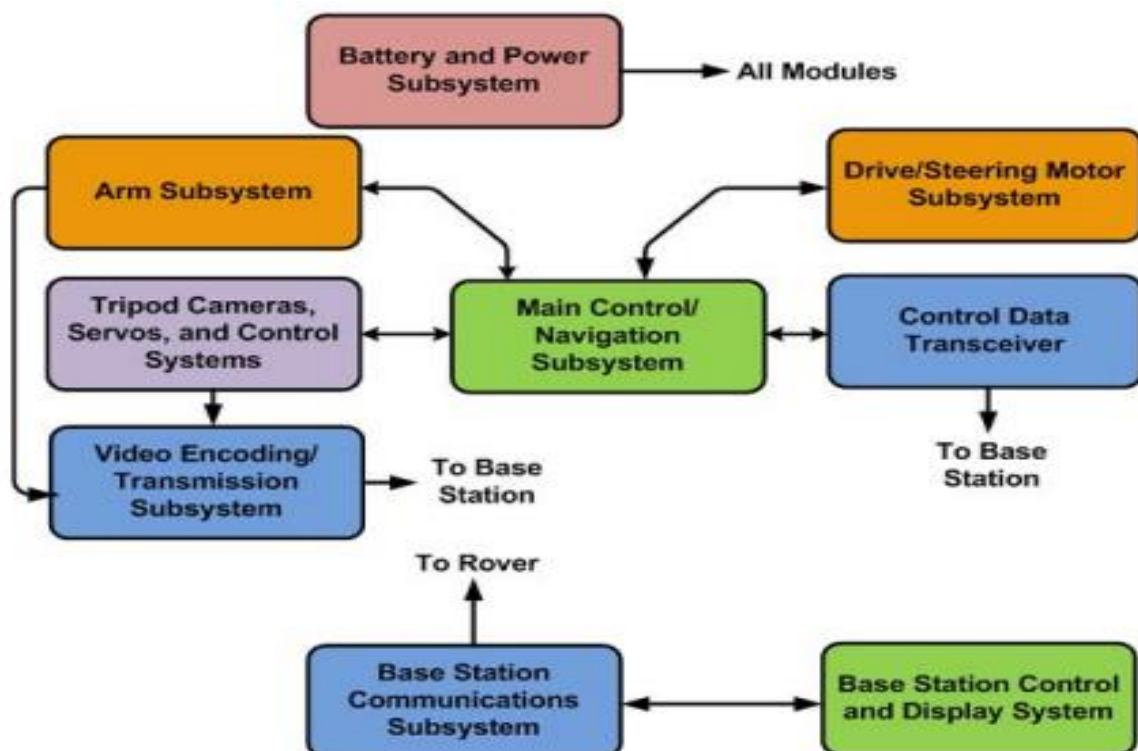 Battery and Power
Subsystem
All Modules
Arm Subsystem
Drive/Steering Motor
Subsystem
Tripod Cameras,
Servos, and Control
Systems
Main Control/
Navigation
Subsystem
Control Data
Transceiver
Video Encoding/
Transmission
Subsystem
To Base
Station
To Base
Station
To Rover
Base Station
Communications
Subsystem
Base Station Control
and Display System